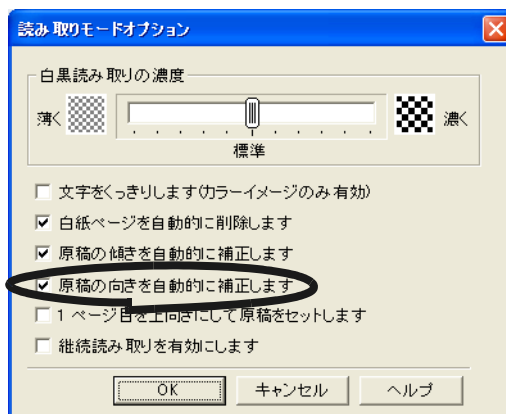 読み取りモードオプション
白黒読み取りの濃度
薄く 濃く
標準
文字をくっきりします(カラーイメージのみ有効)
白紙ページを自動的に削除します
原稿の傾きを自動的に補正します
原稿の向きを自動的に補正します
1 ページ目を上向きにして原稿をセットします
継続読み取りを有効にします
OK キャンセル ヘルプ